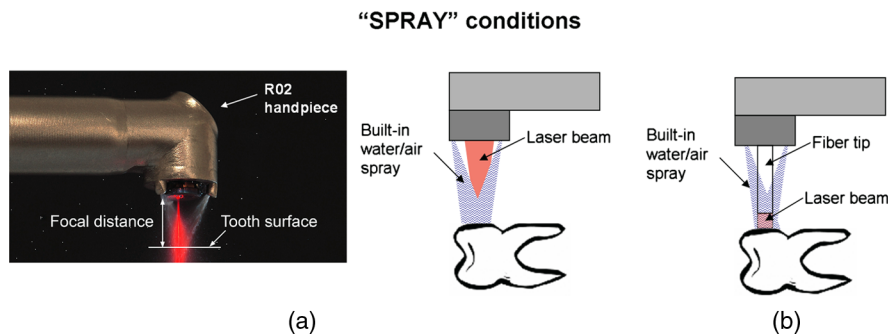 “SPRAY” conditions
R02
handpiece
Focal distance
Tooth surface
Built-in
water/air
spray
Laser beam
Built-in
water/air
spray
Fiber tip
Laser beam
(a)
(b)